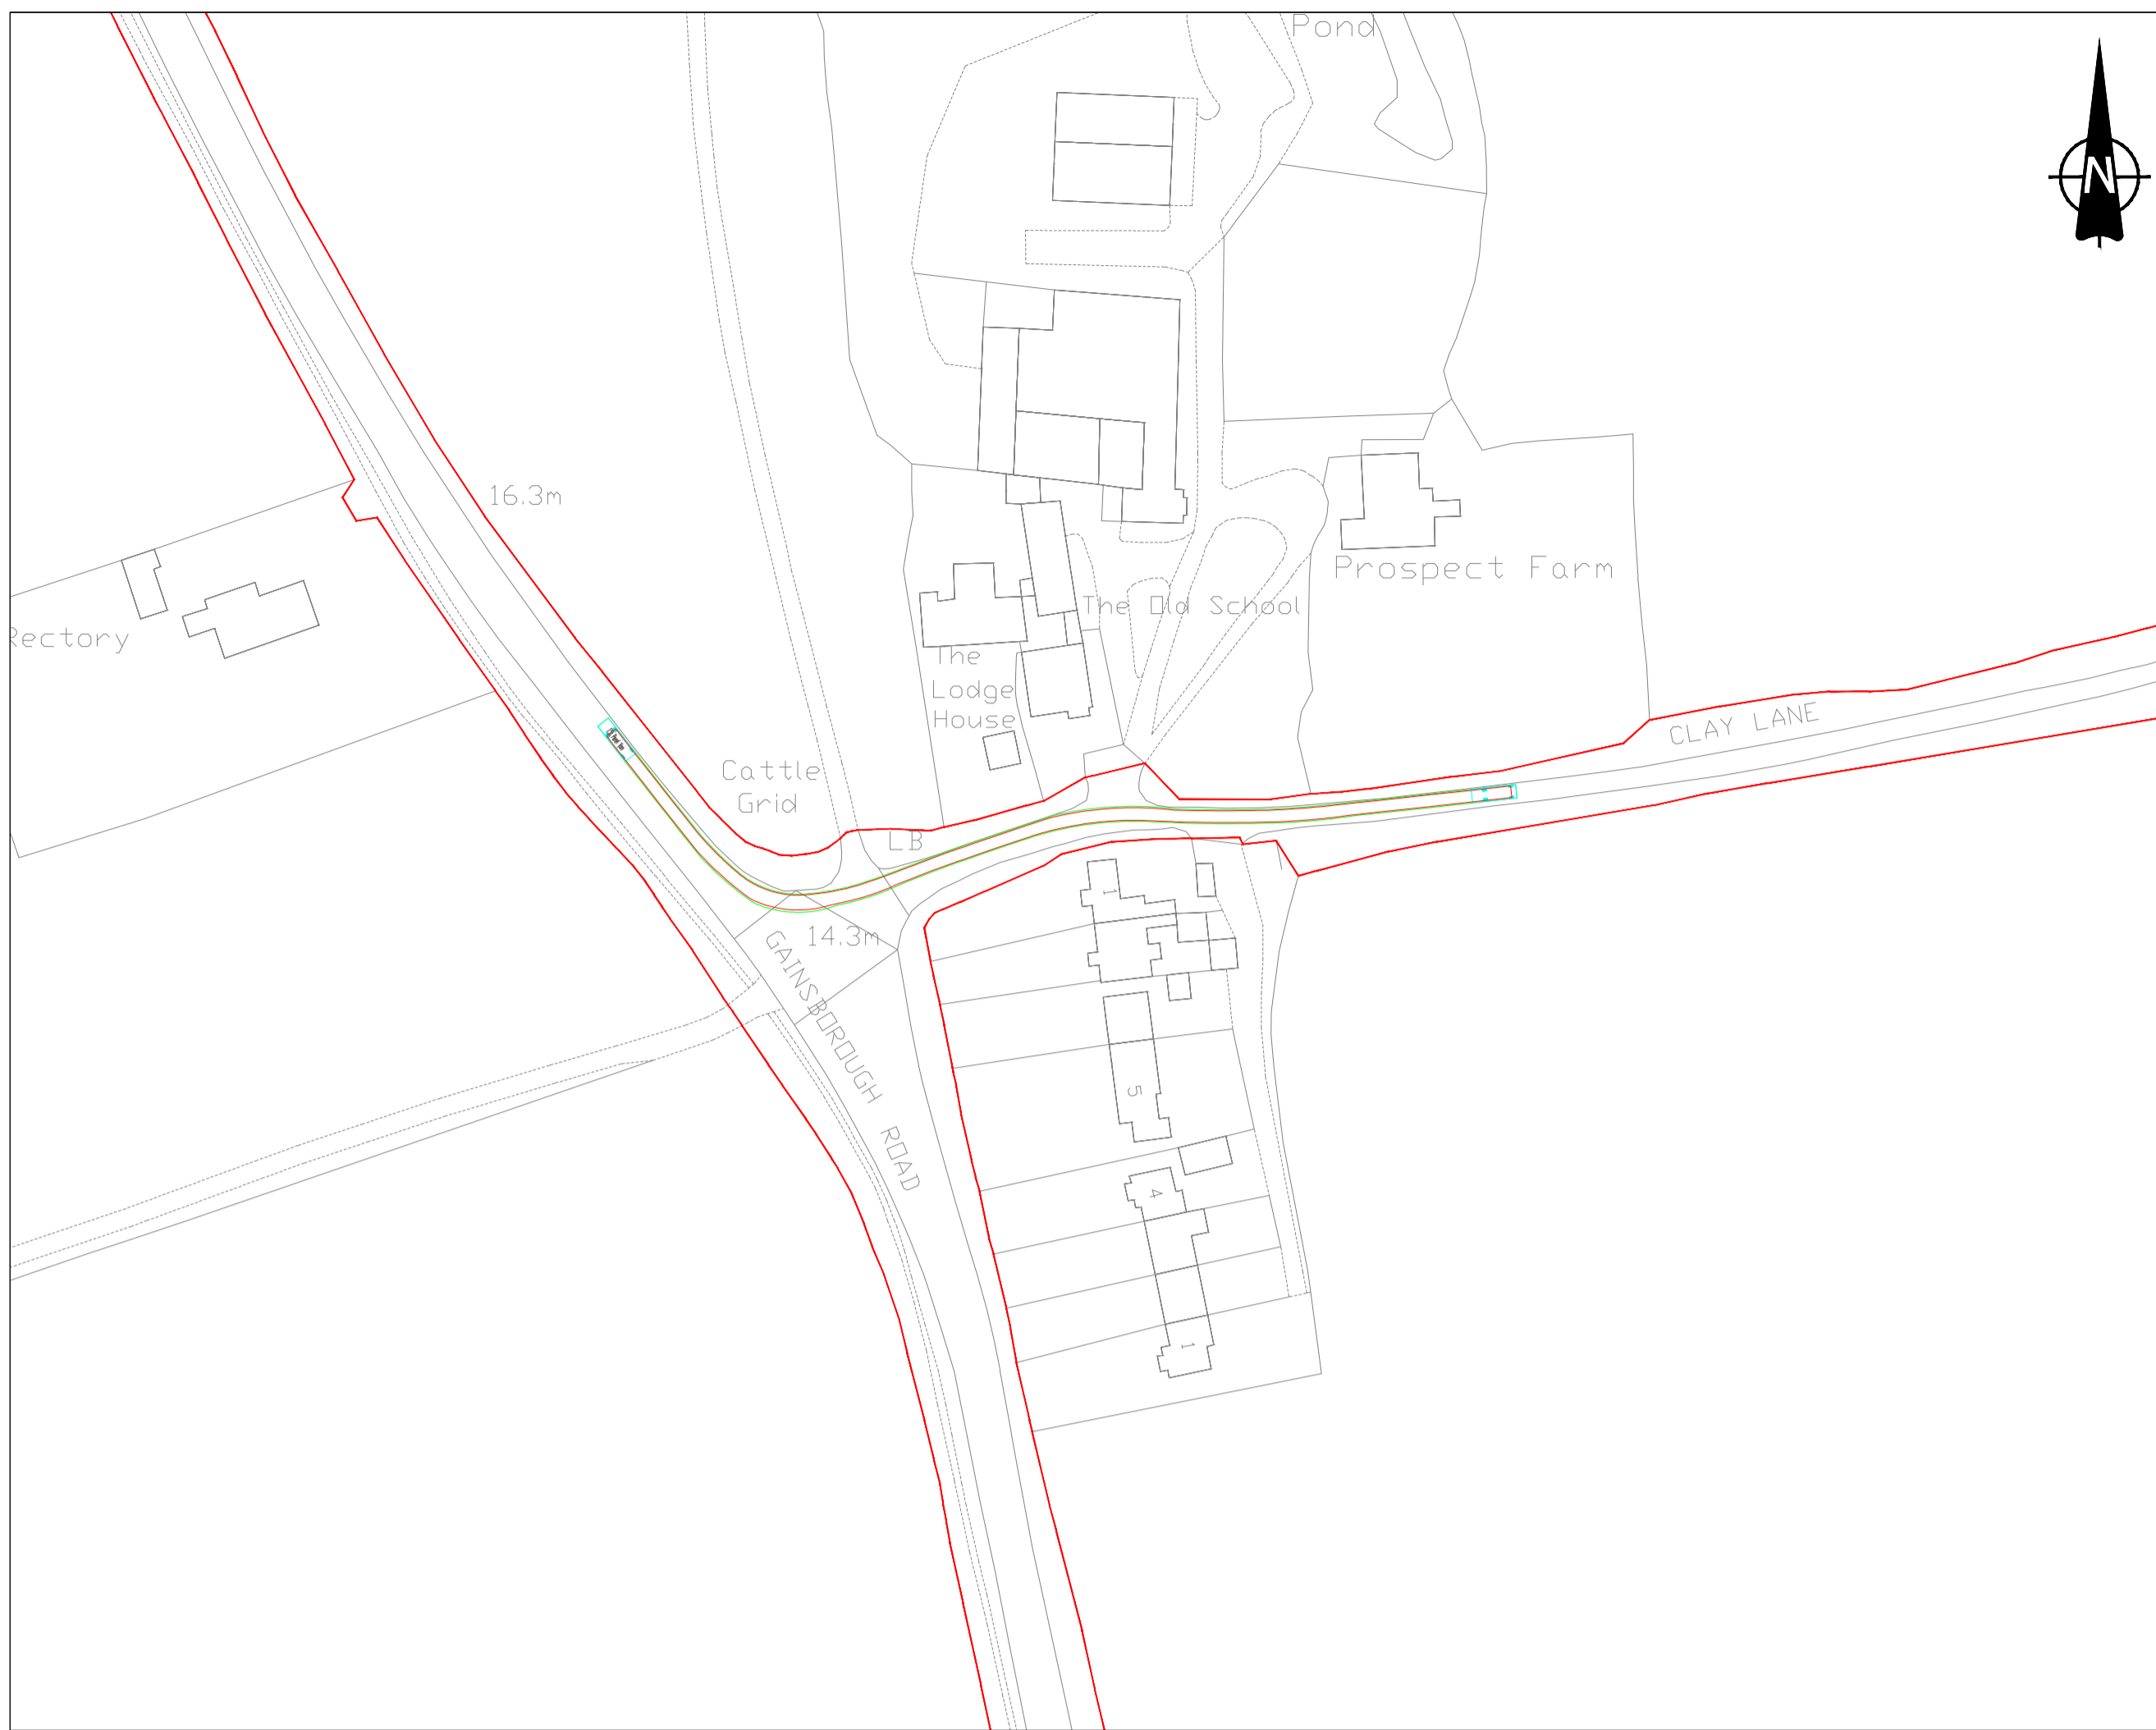 Pond
N
16.3m
Prospect Farm
The Old School
Rectory
The
Lodge
House
CLAY LANE
Cattle
Grid
LB
1
14.3m
GAINSBOROUGH ROAD
5
4
1